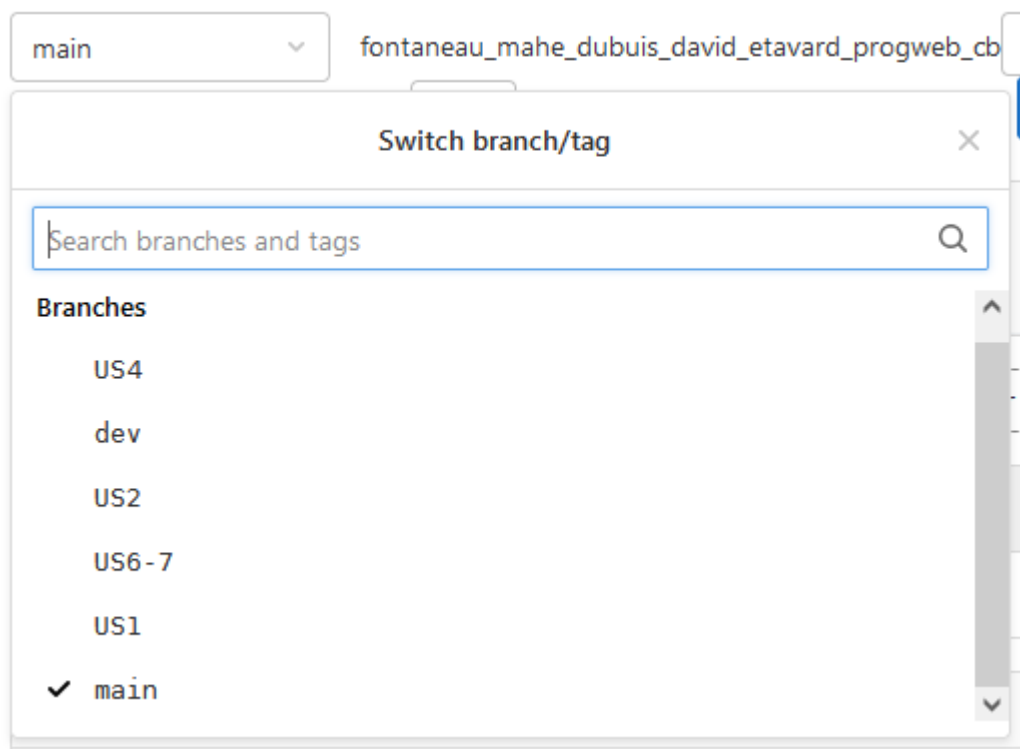 main
fontaneau_mahe_dubuis_david_etavard_progweb_cb
Switch branch/tag
Search branches and tags
Branches
US4
dev
US2
US6-7
US1
main